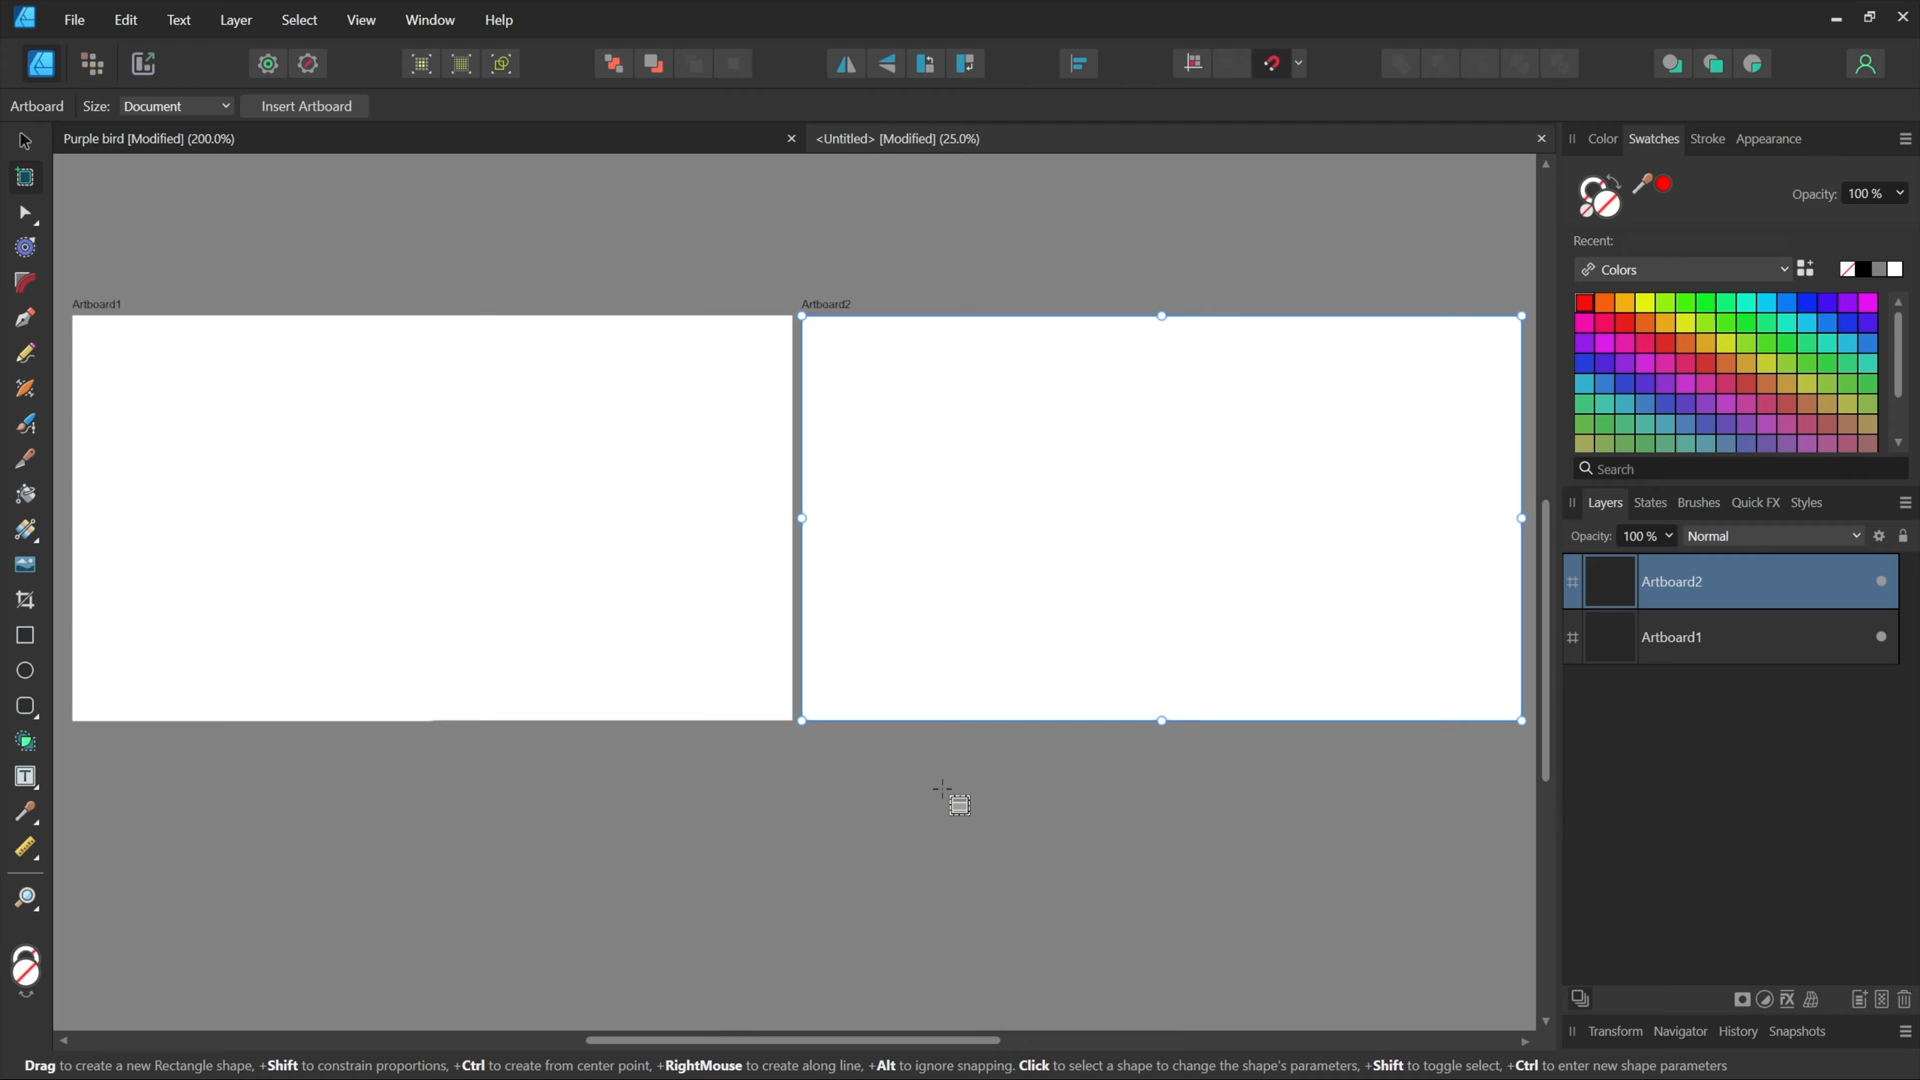 File Edit Text Layer Select View Window Help
Artboard Size: Document Insert Artboard
Purple bird [Modified] (200.0%) <Untitled> [Modified] (25.0%)
Color Swatches Stroke Appearance
Opacity: 100 %
Recent:
Colors
Artboard1 Artboard2
Search
Layers States Brushes Quick FX Styles
Opacity: 100 % Normal
Artboard2
Artboard1
Transform Navigator History Snapshots
Drag to create a new Rectangle shape, +Shift to constrain proportions, +Ctrl to create from center point, +RightMouse to create along line, +Alt to ignore snapping. Click to select a shape to change the shape's parameters, +Shift to toggle select, +Ctrl to enter new shape parameters